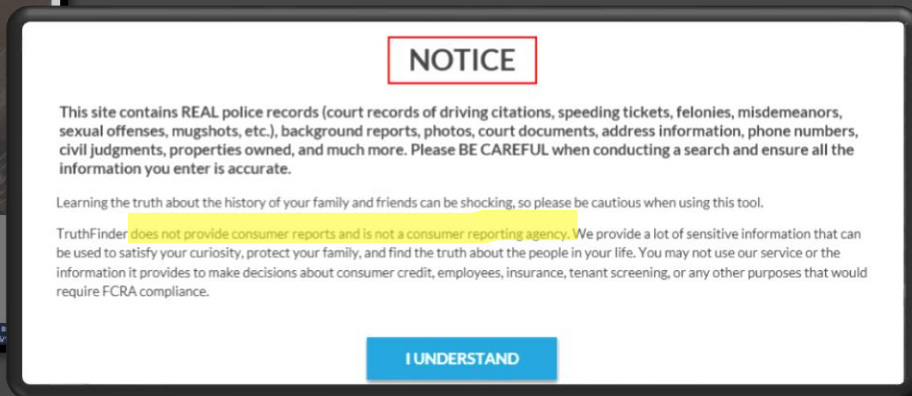 NOTICE
This site contains REAL police records (court records of driving citations, speeding tickets, felonies, misdemeanors,
sexual offenses, mugshots, etc.), background reports, photos, court documents, address information, phone numbers,
civil judgments, properties owned, and much more. Please BE CAREFUL when conducting a search and ensure all the
information you enter is accurate.
Learning the truth about the history of your family and friends can be shocking, so please be cautious when using this tool.
TruthFinder does not provide consumer reports and is not a consumer reporting agency. We provide a lot of sensitive information that can
be used to satisfy your curiosity, protect your family, and find the truth about the people in your life. You may not use our service or the
information it provides to make decisions about consumer credit, employees, insurance, tenant screening, or any other purposes that would
require FCRA compliance.
I UNDERSTAND